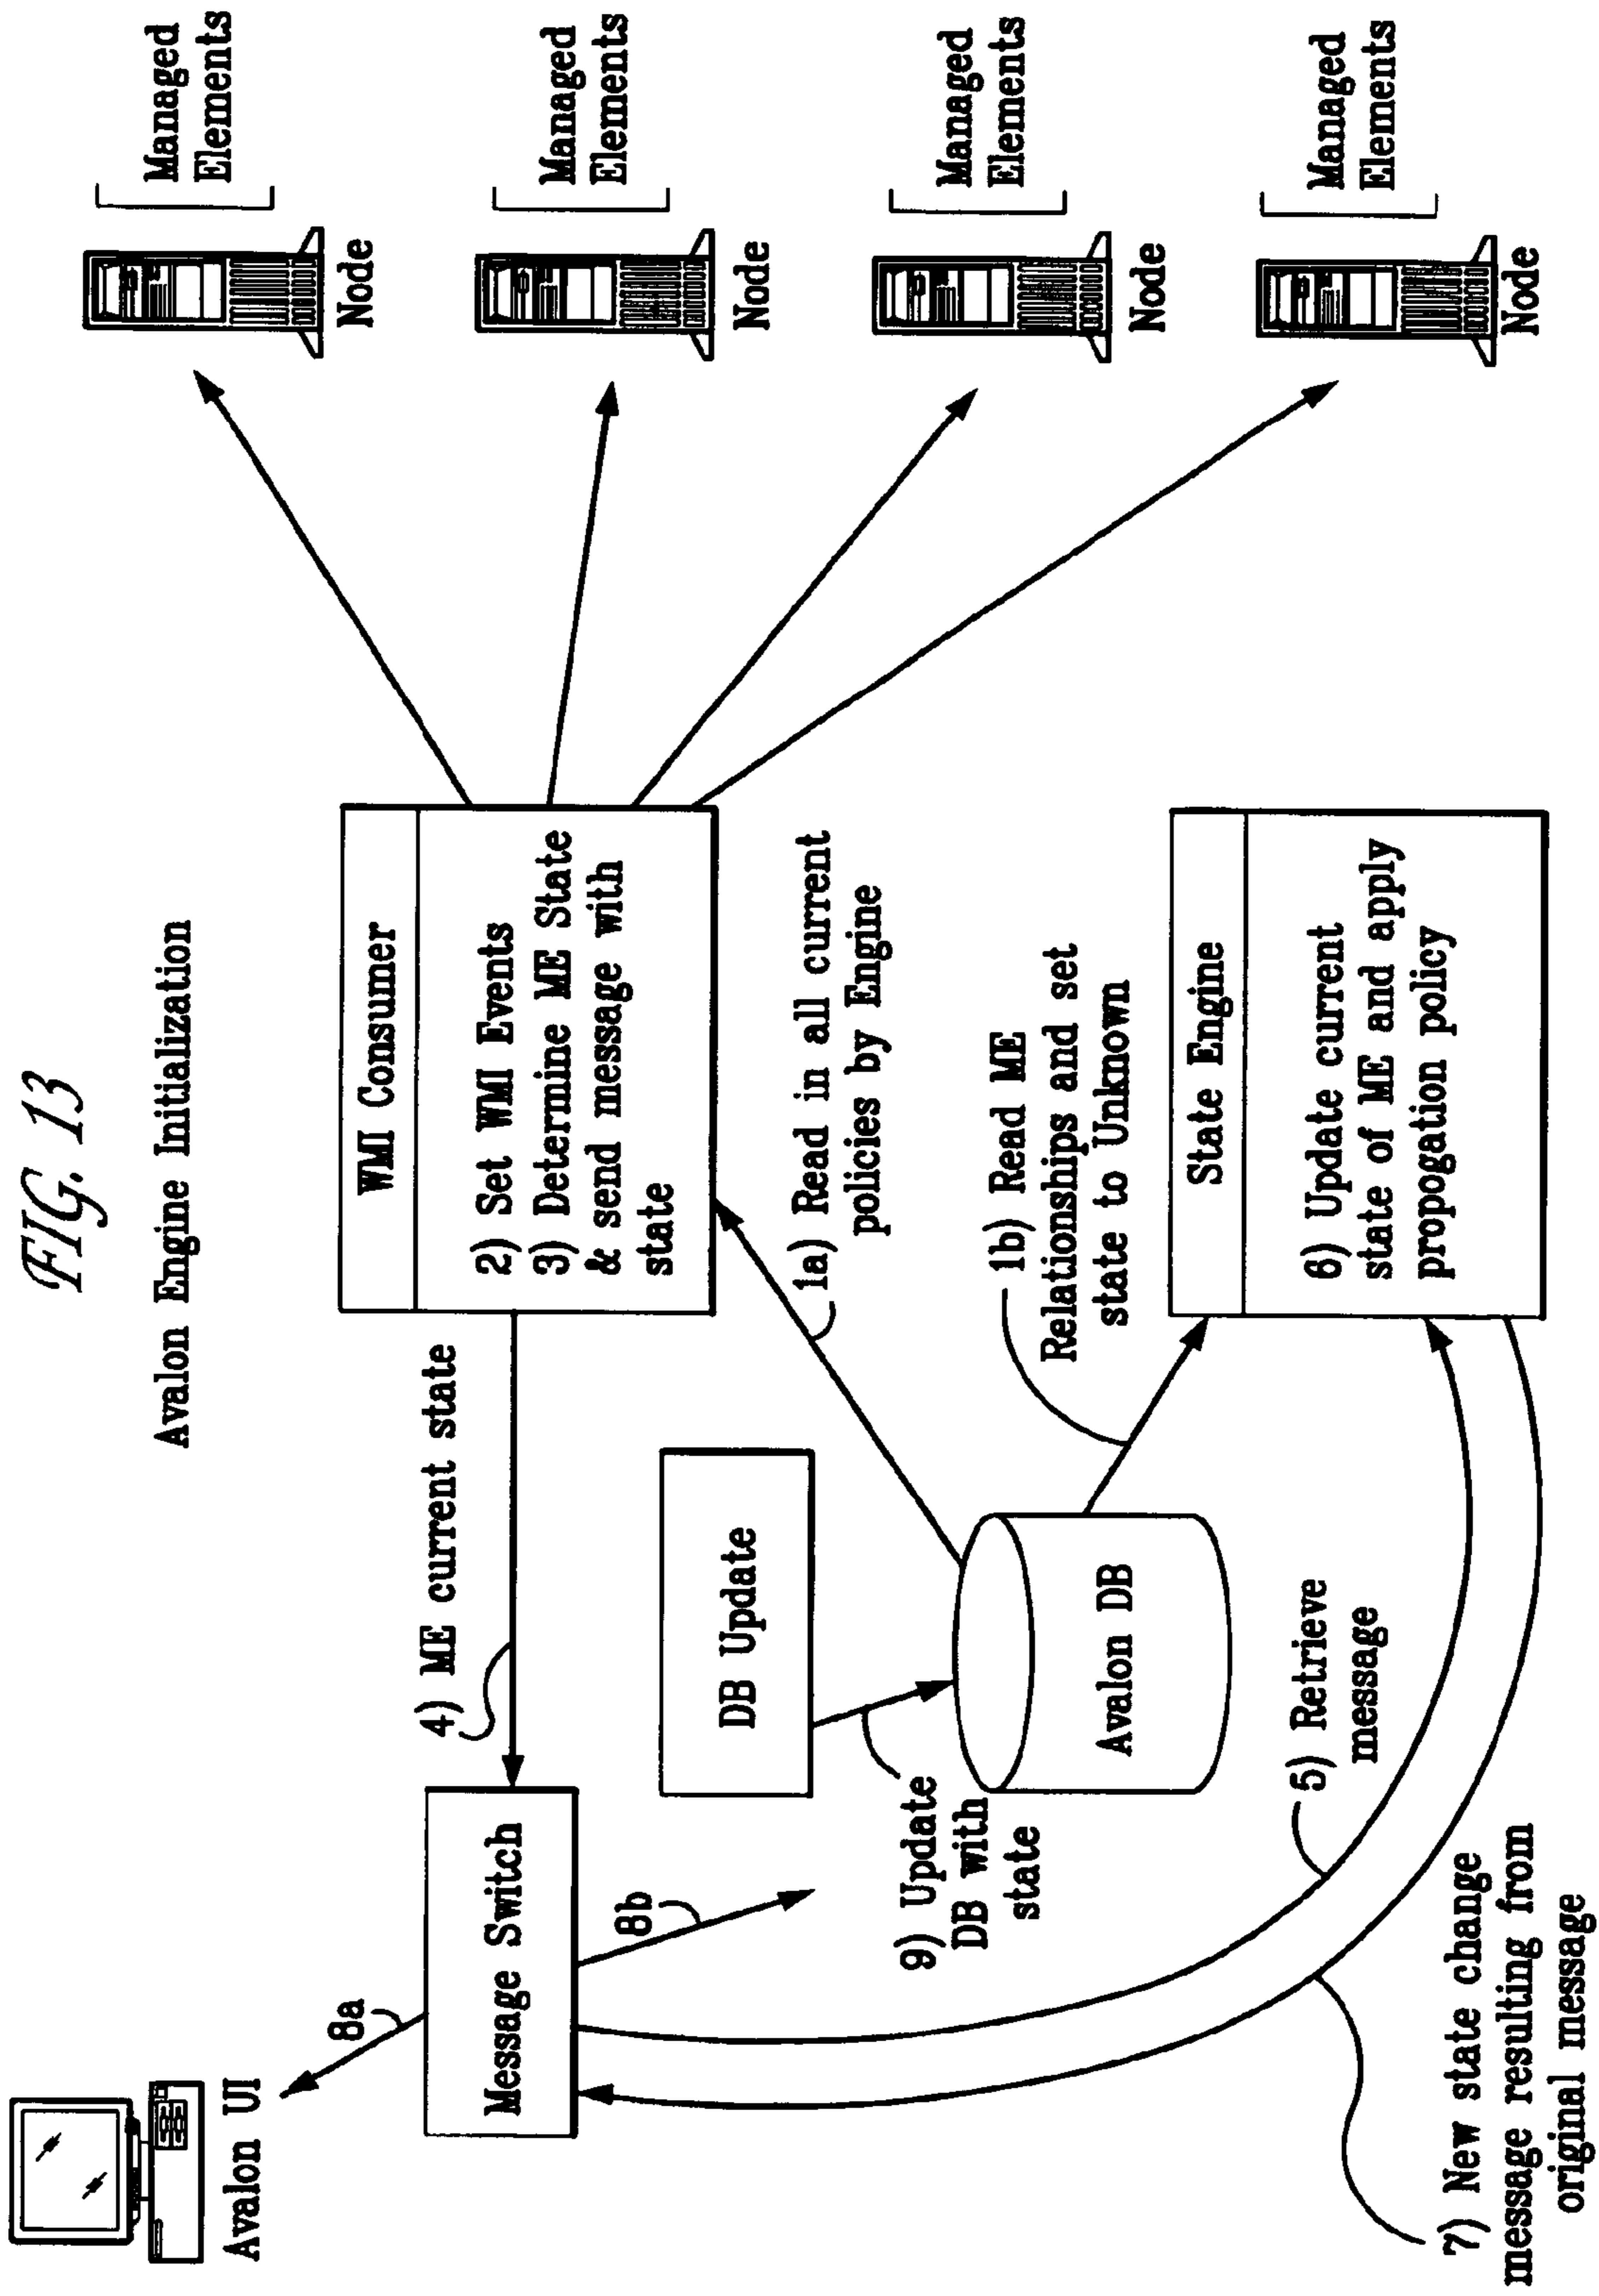 FIG. 13
Avalon Engine Initialization
Avalon UI
8a
Message Switch
8b
4) ME current state
WMI Consumer
2) Set WMI Events
3) Determine ME State
& send message with
state
Managed
Elements
Node
Managed
Elements
Node
Managed
Elements
Node
Managed
Elements
Node
DB Update
9) Update
DB with
state
Avalon DB
1a) Read in all current
policies by Engine
1b) Read ME
Relationships and set
state to Unknown
State Engine
6) Update current
state of ME and apply
propogation policy
5) Retrieve
message
7) New state change
message resulting from
original message